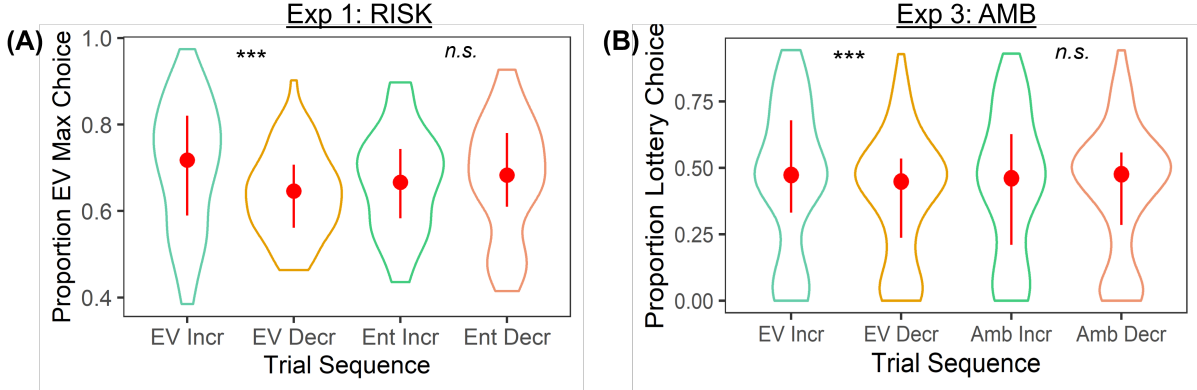 Exp 1: RISK
(A)
Proportion EV Max Choice
1.0
0.8
0.6
0.4
***
n.s.
EV Incr
EV Decr
Ent Incr
Ent Decr
Trial Sequence
Exp 3: AMB
(B)
Proportion Lottery Choice
0.75
0.50
0.25
0.00
***
n.s.
EV Incr
EV Decr
Amb Incr
Amb Decr
Trial Sequence